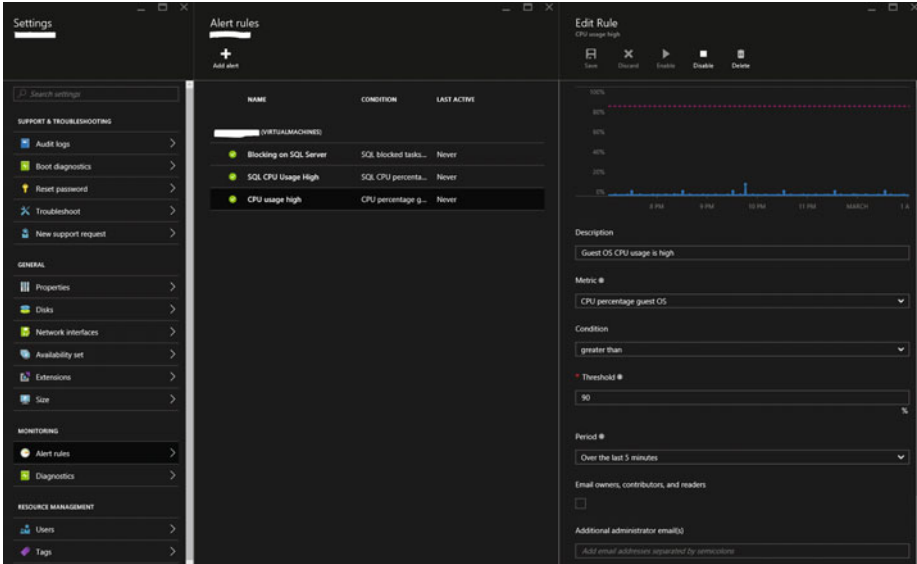 Settings
Search settings
SUPPORT & TROUBLESHOOTING
Audit logs
Boot diagnostics
Reset password
Troubleshoot
New support request
GENERAL
Properties
Disks
Network interfaces
Availability set
Extensions
Size
MONITORING
Alert rules
Diagnostics
RESOURCE MANAGEMENT
Users
Tags
Alert rules
Add alert
NAME CONDITION LAST ACTIVE
(VIRTUALMACHINES)
Blocking on SQL Server SQL blocked tasks... Never
SQL CPU Usage High SQL CPU percenta... Never
CPU usage high CPU percentage g... Never
Edit Rule
CPU usage high
Save Discard Enable Disable Delete
100%
80%
60%
40%
20%
0%
8 PM 9 PM 10 PM 11 PM MARCH 1 A
Description
Guest OS CPU usage is high
Metric
CPU percentage guest OS
Condition
greater than
* Threshold
90
%
Period
Over the last 5 minutes
Email owners, contributors, and readers
Additional administrator email(s)
Add email addresses separated by semicolons